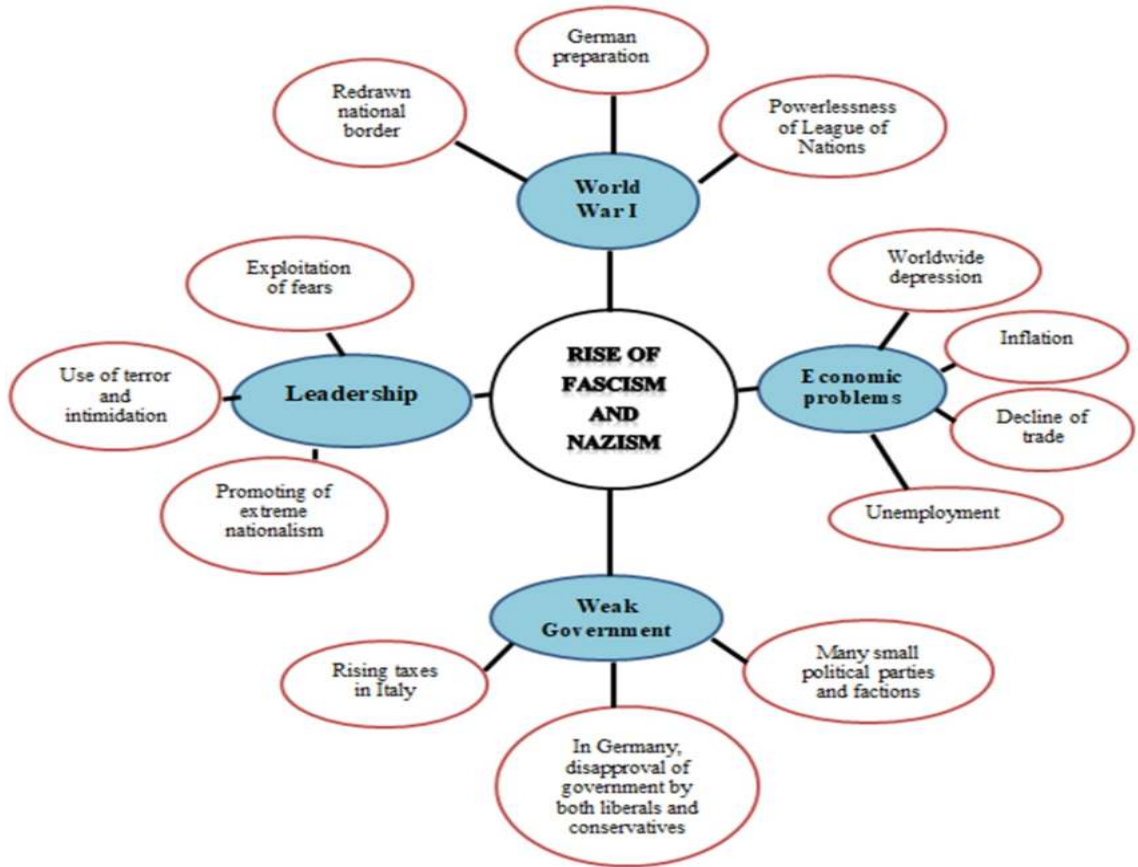 German
preparation
Redrawn
national
border
Powerlessness
of League of
Nations
World
War I
Exploitation
of fears
Worldwide
depression
Use of terror
and
intimidation
Leadership
RISE OF
FASCISM
AND
NAZISM
Economic
problems
Inflation
Decline of
trade
Promoting of
extreme
nationalism
Unemployment
Weak
Government
Rising taxes
in Italy
Many small
political parties
and factions
In Germany,
disapproval of
government by
both liberals and
conservatives